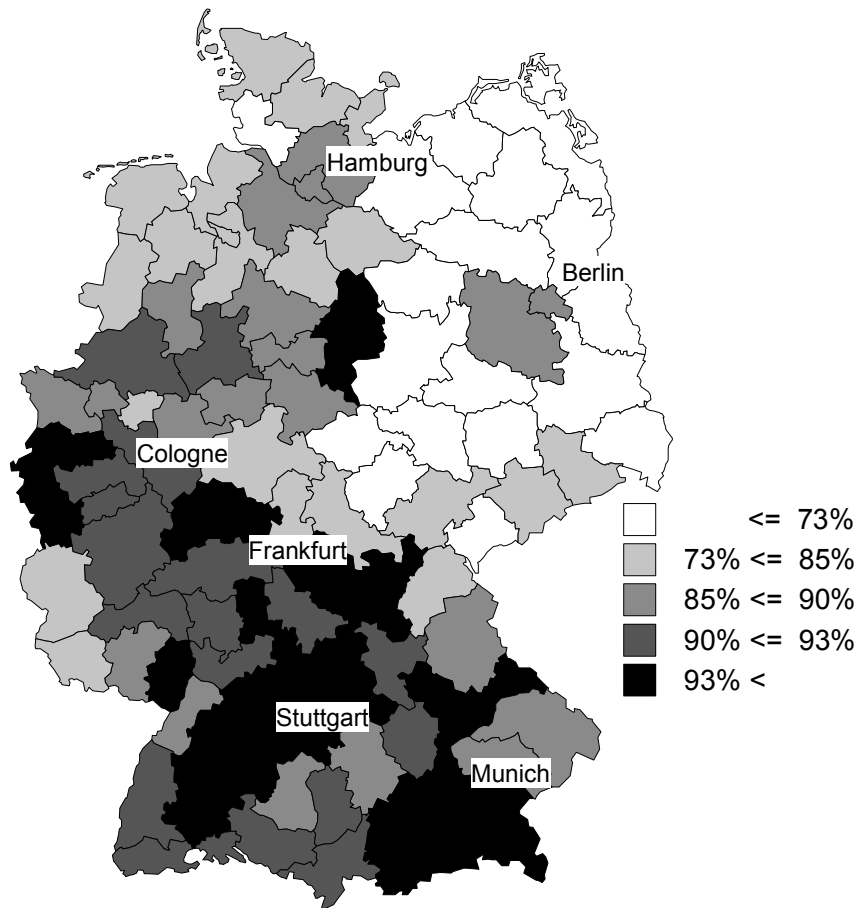 Hamburg
Berlin
Cologne
Frankfurt
<= 73%
73% <= 85%
85% <= 90%
90% <= 93%
93% <
Stuttgart
Munich